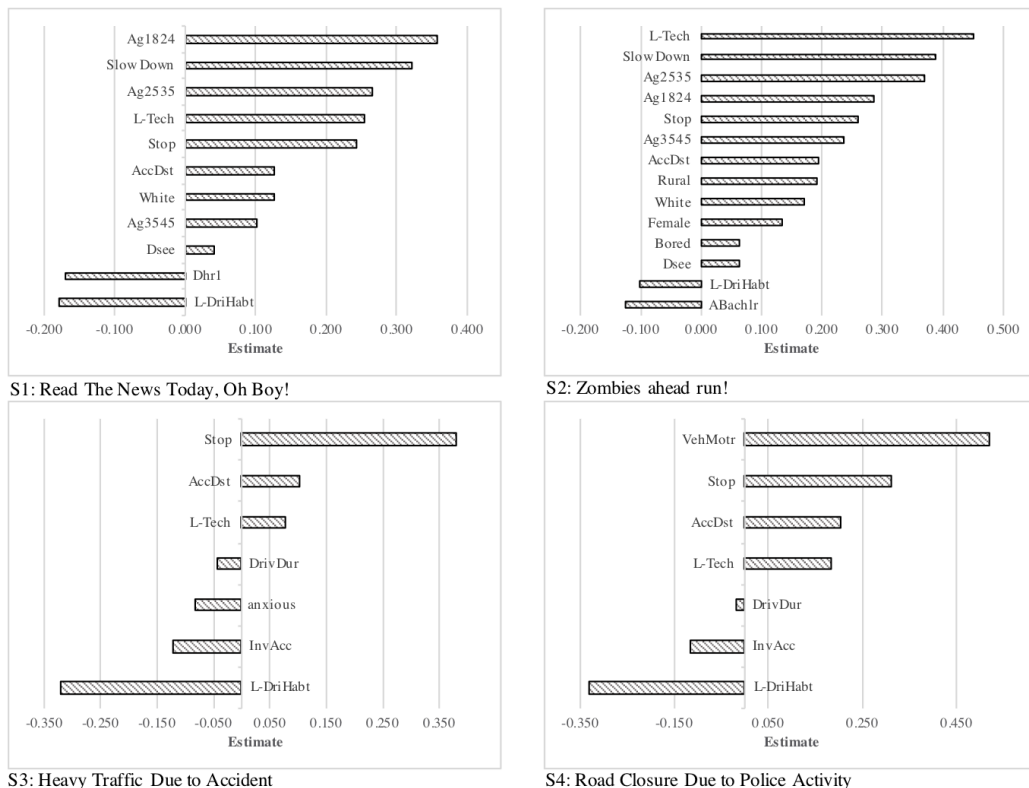 Ag1824
Slow Down
Ag2535
L-Tech
Stop
AccDst
White
Ag3545
Dsee
Dhr1
L-DriHabt
-0.200 -0.100 0.000 0.100 0.200 0.300 0.400
Estimate
S1: Read The News Today, Oh Boy!
L-Tech
Slow Down
Ag2535
Ag1824
Stop
Ag3545
AccDst
Rural
White
Female
Bored
Dsee
L-DriHabt
ABachlr
-0.200 -0.100 0.000 0.100 0.200 0.300 0.400 0.500
Estimate
S2: Zombies ahead run!
Stop
AccDst
L-Tech
DrivDur
anxious
InvAcc
L-DriHabt
-0.350 -0.250 -0.150 -0.050 0.050 0.150 0.250 0.350
Estimate
S3: Heavy Traffic Due to Accident
VehMotr
Stop
AccDst
L-Tech
DrivDur
InvAcc
L-DriHabt
-0.350 -0.150 0.050 0.250 0.450
Estimate
S4: Road Closure Due to Police Activity